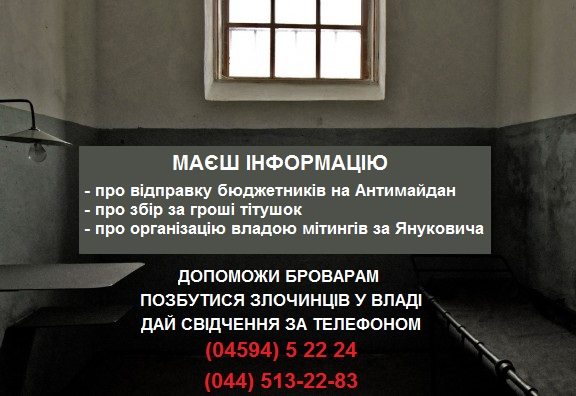 МАЄШ ІНФОРМАЦІЮ
- про відправку бюджетників на Антимайдан
- про збір за гроші тітушок
- про організацію владою мітингів за Януковича
ДОПОМОЖИ БРОВАРАМ
ПОЗБУТИСЯ ЗЛОЧИНЦІВ У ВЛАДІ
ДАЙ СВІДЧЕННЯ ЗА ТЕЛЕФОНОМ
(04594) 5 22 24
(044) 513-22-83